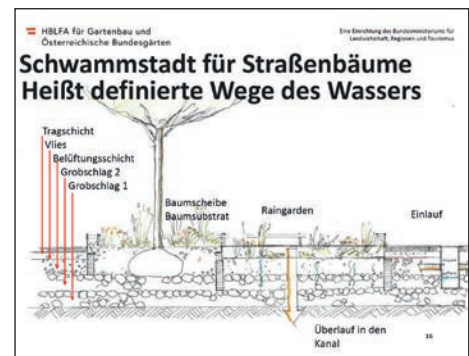 HBLFA für Gartenbau und
Österreichische Bundesgärten
Eine Einrichtung des Bundesministeriums für
Landwirtschaft, Regionen und Tourismus
Schwammstadt für Straßenbäume
Heißt definierte Wege des Wassers
Tragschicht
Vlies
Belüftungsschicht
Grobschlag 2
Grobschlag 1
Baumscheibe
Baumsubstrat
Raingarden
Einlauf
Überlauf in den
Kanal
16